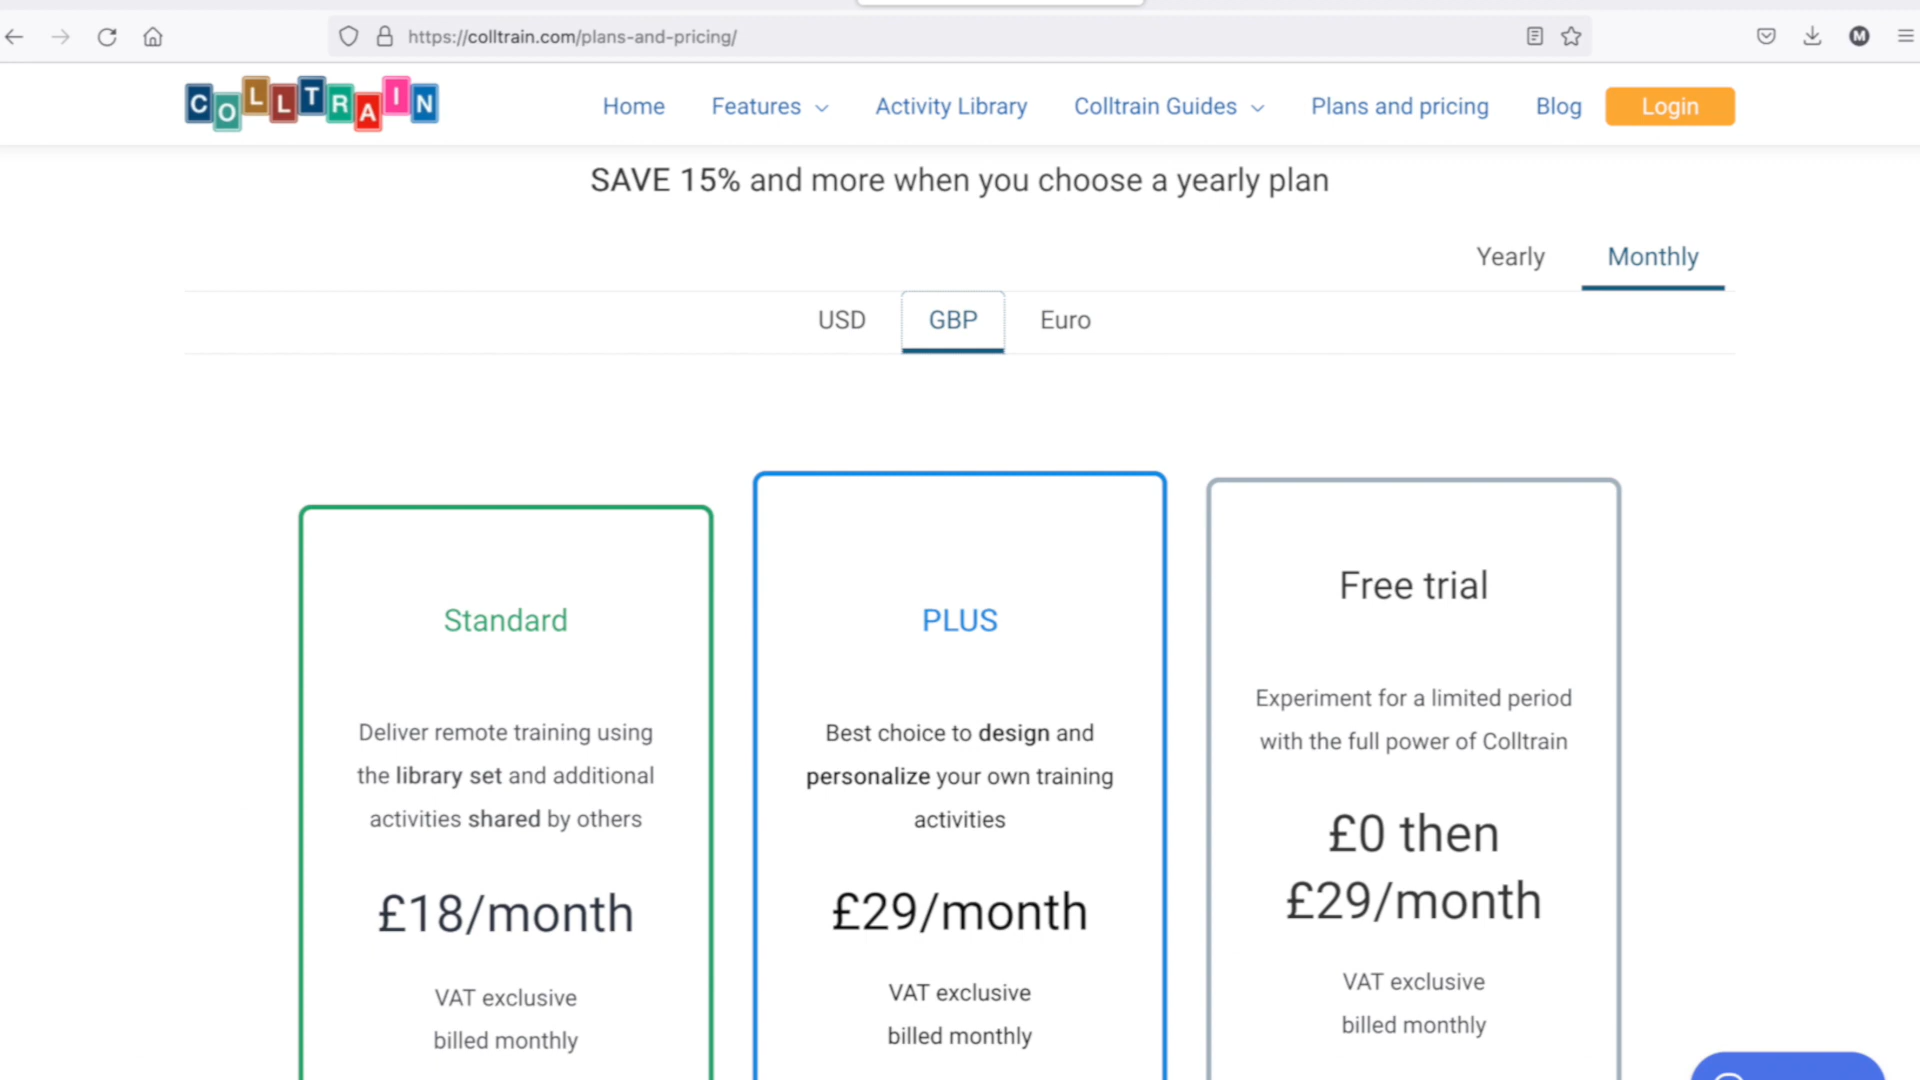 https://colltrain.com/plans-and-pricing/
M
COLLTRAIN
Home
Features
Activity Library
Colltrain Guides
Plans and pricing
Blog
Login
SAVE 15% and more when you choose a yearly plan
Yearly
Monthly
USD
GBP
Euro
Standard
Deliver remote training using
the library set and additional
activities shared by others
£18/month
VAT exclusive
billed monthly
PLUS
Best choice to design and
personalize your own training
activities
£29/month
VAT exclusive
billed monthly
Free trial
Experiment for a limited period
with the full power of Colltrain
£0 then
£29/month
VAT exclusive
billed monthly